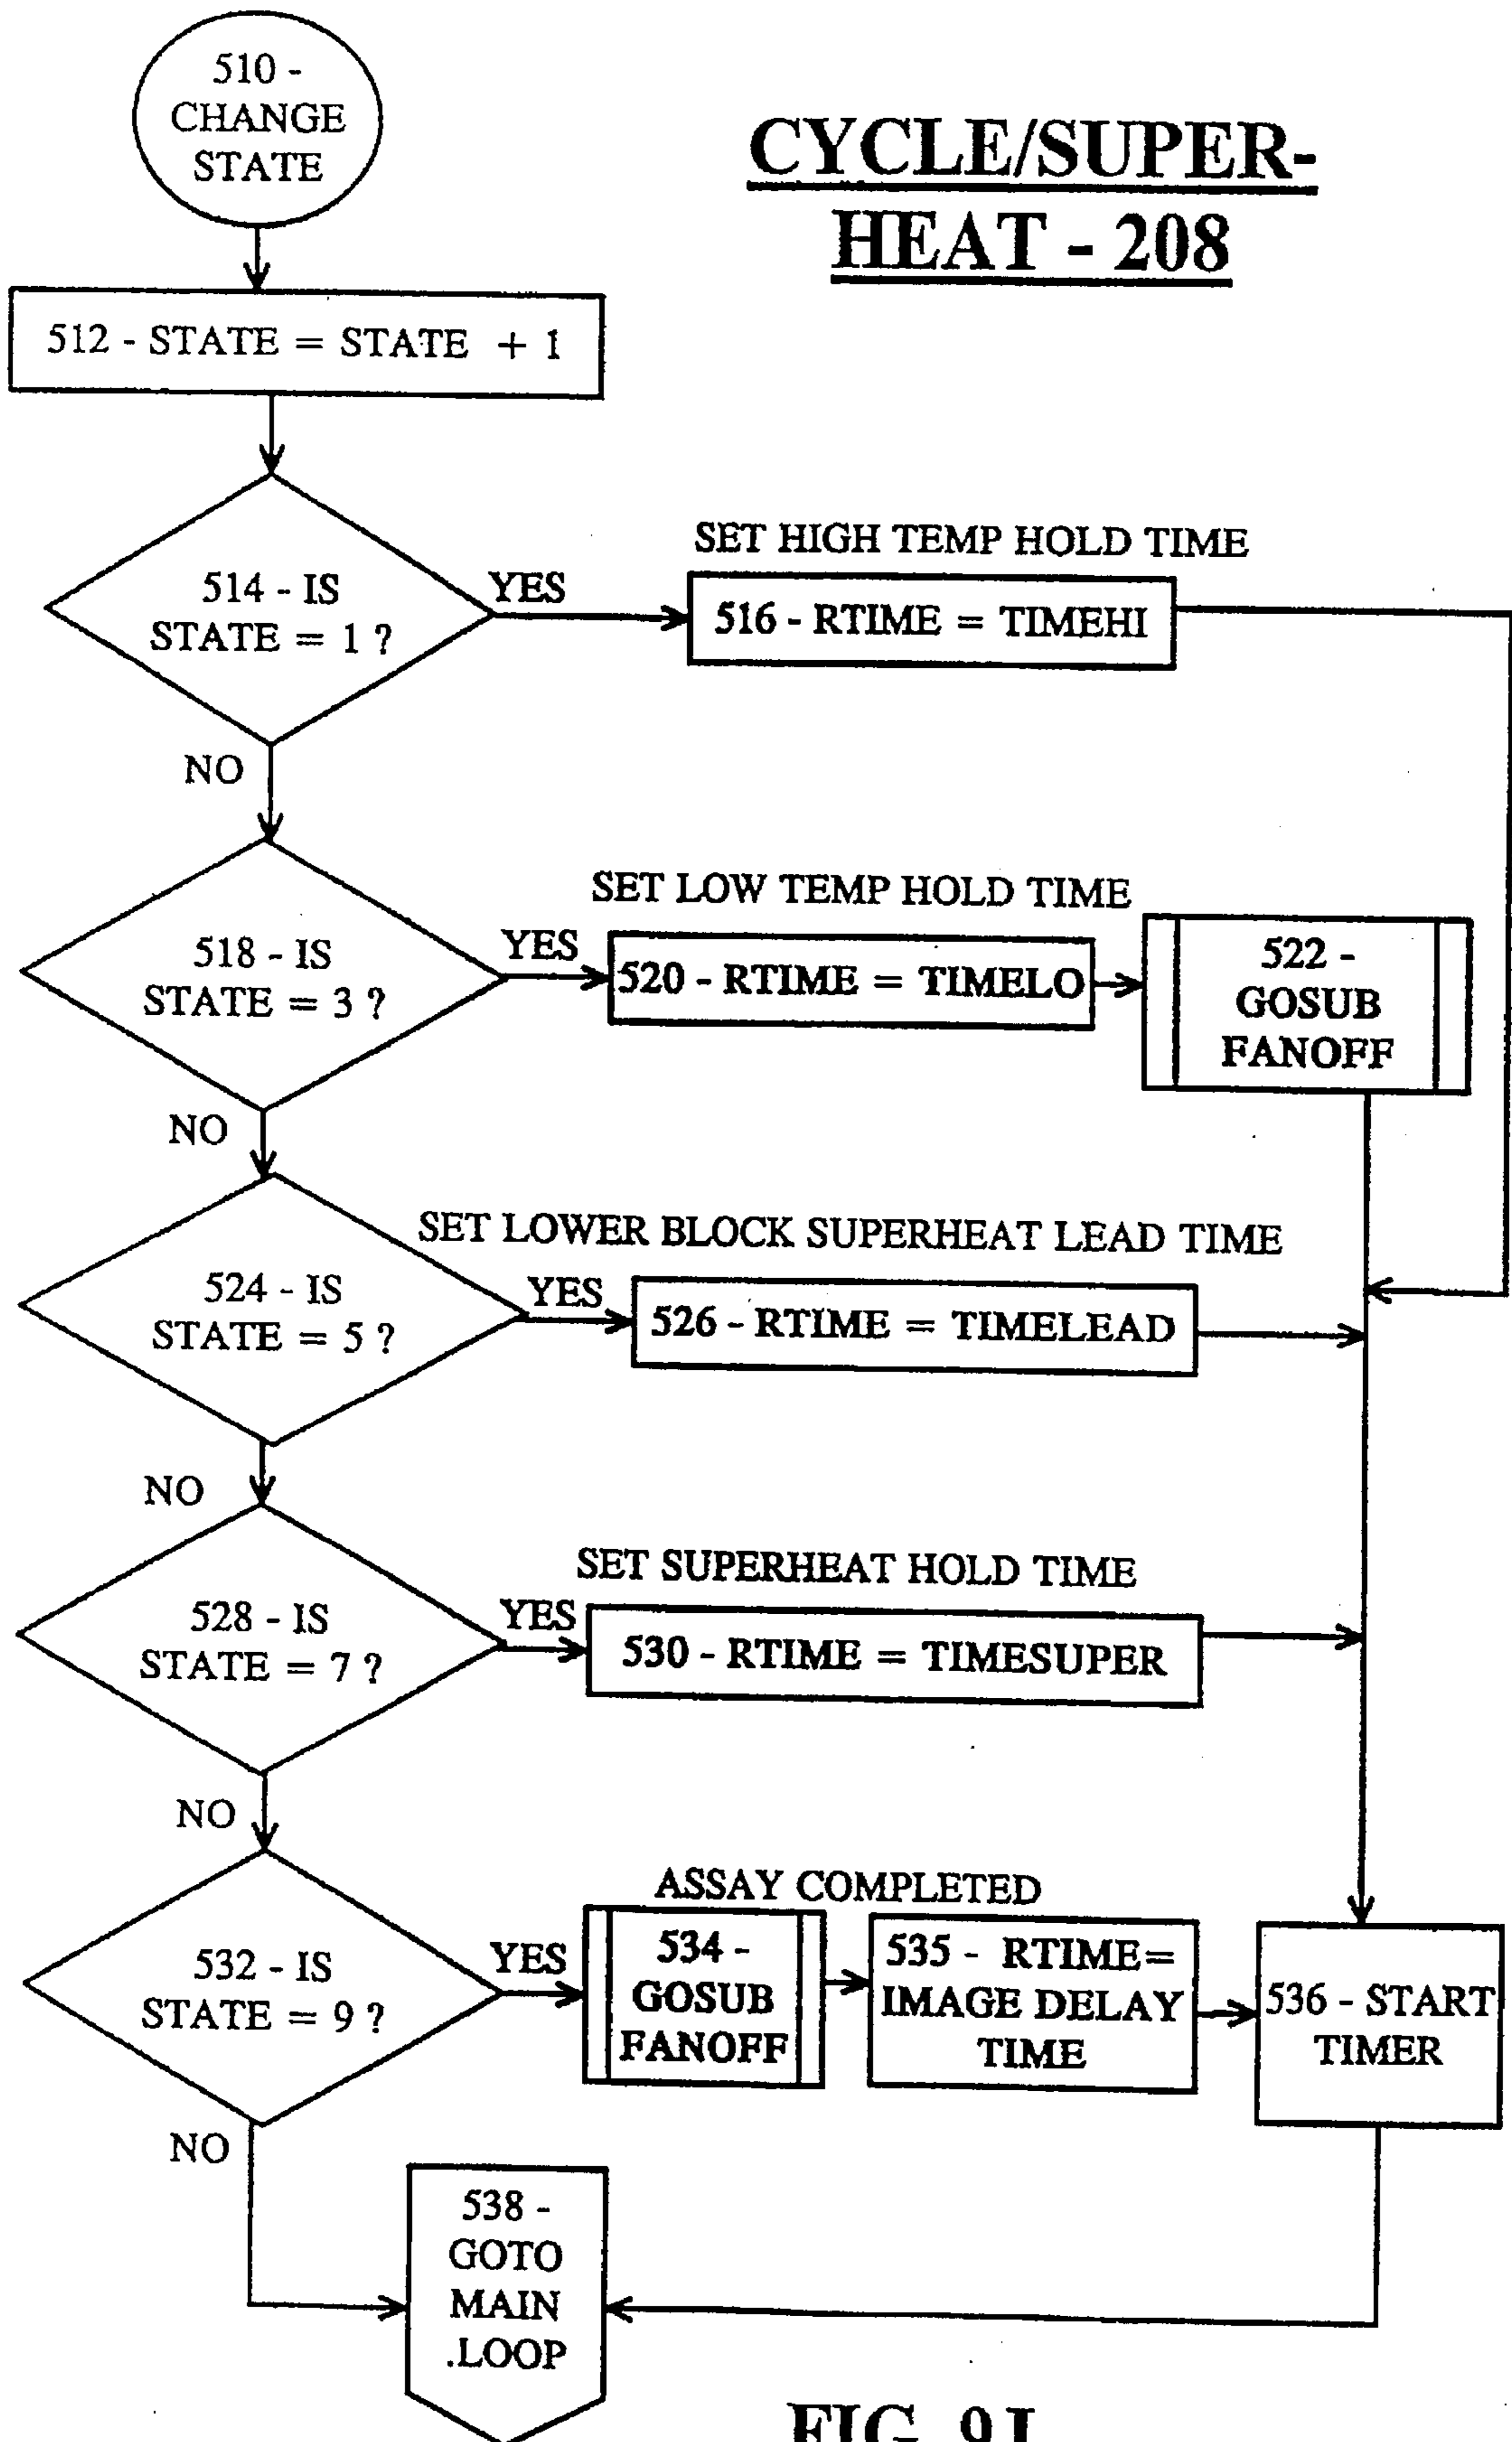 510 -
CHANGE
STATE
CYCLE/SUPER-
HEAT - 208
512 - STATE = STATE + 1
514 - IS
STATE = 1 ?
YES
SET HIGH TEMP HOLD TIME
516 - RTIME = TIMEHI
NO
518 - IS
STATE = 3 ?
YES
SET LOW TEMP HOLD TIME
520 - RTIME = TIMELO
522 -
GOSUB
FANOFF
NO
524 - IS
STATE = 5 ?
YES
SET LOWER BLOCK SUPERHEAT LEAD TIME
526 - RTIME = TIMELEAD
NO
528 - IS
STATE = 7 ?
YES
SET SUPERHEAT HOLD TIME
530 - RTIME = TIMESUPER
NO
532 - IS
STATE = 9 ?
YES
ASSAY COMPLETED
534 -
GOSUB
FANOFF
535 - RTIME=
IMAGE DELAY
TIME
536 - START
TIMER
NO
538 -
GOTO
MAIN
.LOOP
FIG.